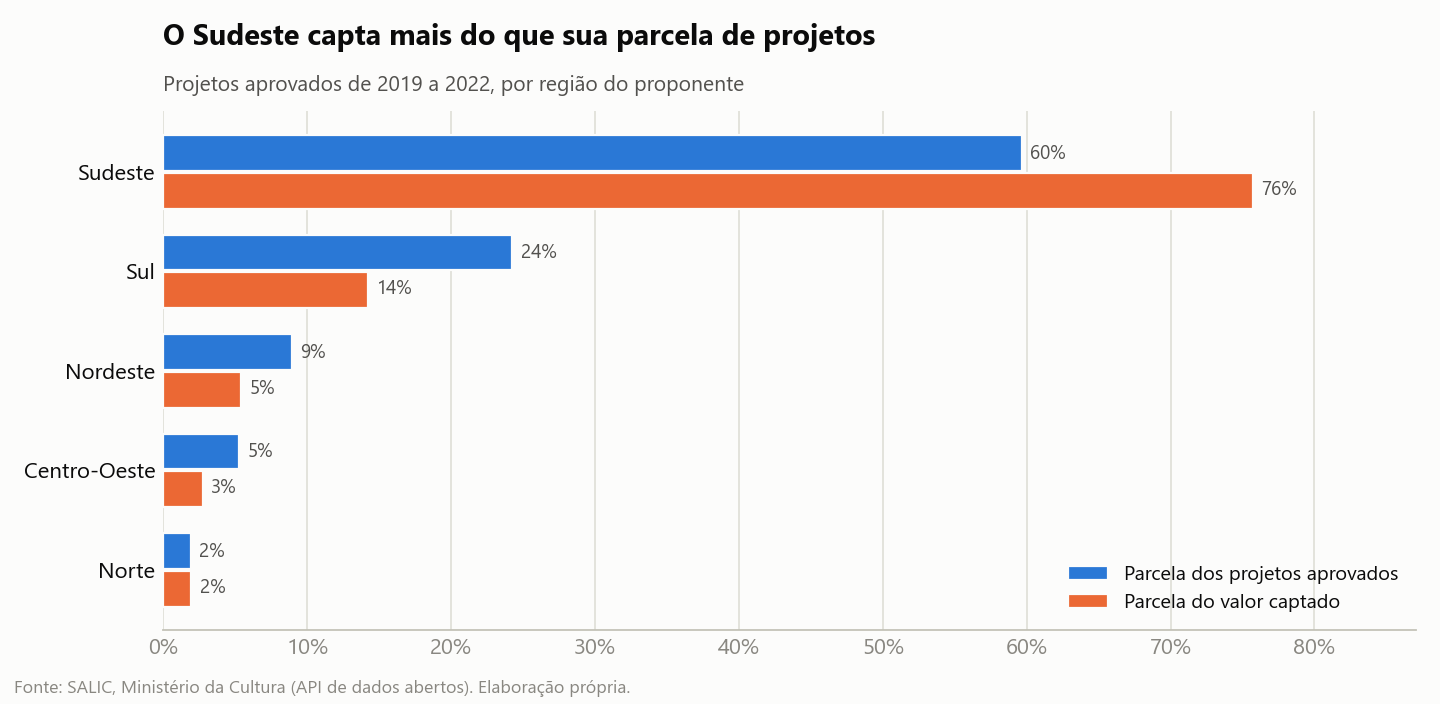 O Sudeste capta mais do que sua parcela de projetos
Projetos aprovados de 2019 a 2022, por região do proponente
Sudeste
60%
76%
Sul
24%
14%
Nordeste
9%
5%
Centro-Oeste
5%
3%
Norte
2%
2%
Parcela dos projetos aprovados
Parcela do valor captado
0% 10% 20% 30% 40% 50% 60% 70% 80%
Fonte: SALIC, Ministério da Cultura (API de dados abertos). Elaboração própria.